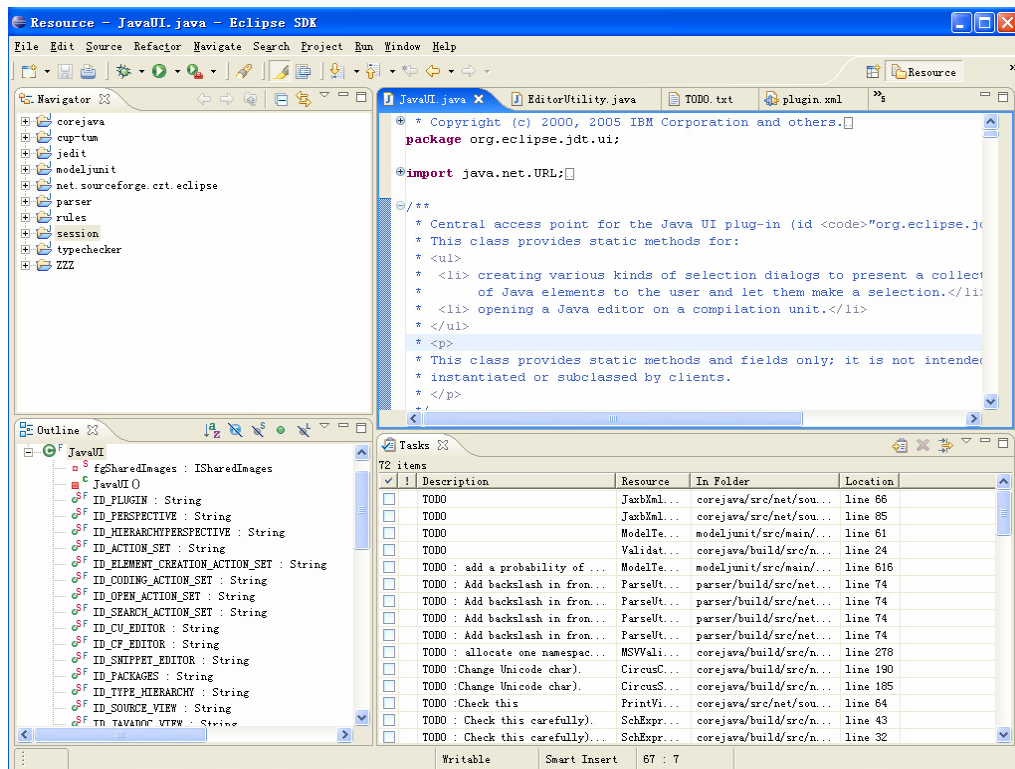 Resource - JavaUI.java - Eclipse SDK
File Edit Source Refactor Navigate Search Project Run Window Help
Resource
Navigator
corejava
cup-tum
jedit
modeljunit
net.sourceforge.czt.eclipse
parser
rules
session
typechecker
ZZZ
JavaUI.java EditorUtility.java TODO.txt plugin.xml »5
* Copyright (c) 2000, 2005 IBM Corporation and others.
package org.eclipse.jdt.ui;
import java.net.URL;
/**
* Central access point for the Java UI plug-in (id <code>"org.eclipse.j
* This class provides static methods for:
* <ul>
* <li> creating various kinds of selection dialogs to present a collect
* of Java elements to the user and let them make a selection.</li
* <li> opening a Java editor on a compilation unit.</li>
* </ul>
* <p>
* This class provides static methods and fields only; it is not intende
* instantiated or subclassed by clients.
* </p>
*/
Outline
JavaUI
fgSharedImages : ISharedImages
JavaUI()
ID_PLUGIN : String
ID_PERSPECTIVE : String
ID_HIERARCHYPERSPECTIVE : String
ID_ACTION_SET : String
ID_ELEMENT_CREATION_ACTION_SET : String
ID_CODING_ACTION_SET : String
ID_OPEN_ACTION_SET : String
ID_SEARCH_ACTION_SET : String
ID_CU_EDITOR : String
ID_CF_EDITOR : String
ID_SNIPPET_EDITOR : String
ID_PACKAGES : String
ID_TYPE_HIERARCHY : String
ID_SOURCE_VIEW : String
ID_JAVADOC_VIEW : String
Tasks
72 items
! Description Resource In Folder Location
TODO JaxbXml... corejava/src/net/sou... line 66
TODO JaxbXml... corejava/src/net/sou... line 85
TODO ModelTe... modeljunit/src/main/... line 61
TODO Validat... corejava/build/src/n... line 24
TODO : add a probability of ... ModelTe... modeljunit/src/main/... line 616
TODO : Add backslash in fron... ParseUt... parser/build/src/net... line 74
TODO : Add backslash in fron... ParseUt... parser/build/src/net... line 74
TODO : Add backslash in fron... ParseUt... parser/build/src/net... line 74
TODO : Add backslash in fron... ParseUt... parser/build/src/net... line 74
TODO : allocate one namespac... MSVVali... corejava/build/src/n... line 278
TODO :Change Unicode char). CircusC... corejava/build/src/n... line 190
TODO :Change Unicode char). CircusS... corejava/build/src/n... line 185
TODO :Check this PrintVi... corejava/src/net/sou... line 64
TODO : Check this carefully). SchExpr... corejava/build/src/n... line 43
TODO : Check this carefully)... SchExpr... corejava/build/src/n... line 32
Writable Smart Insert 67 : 7